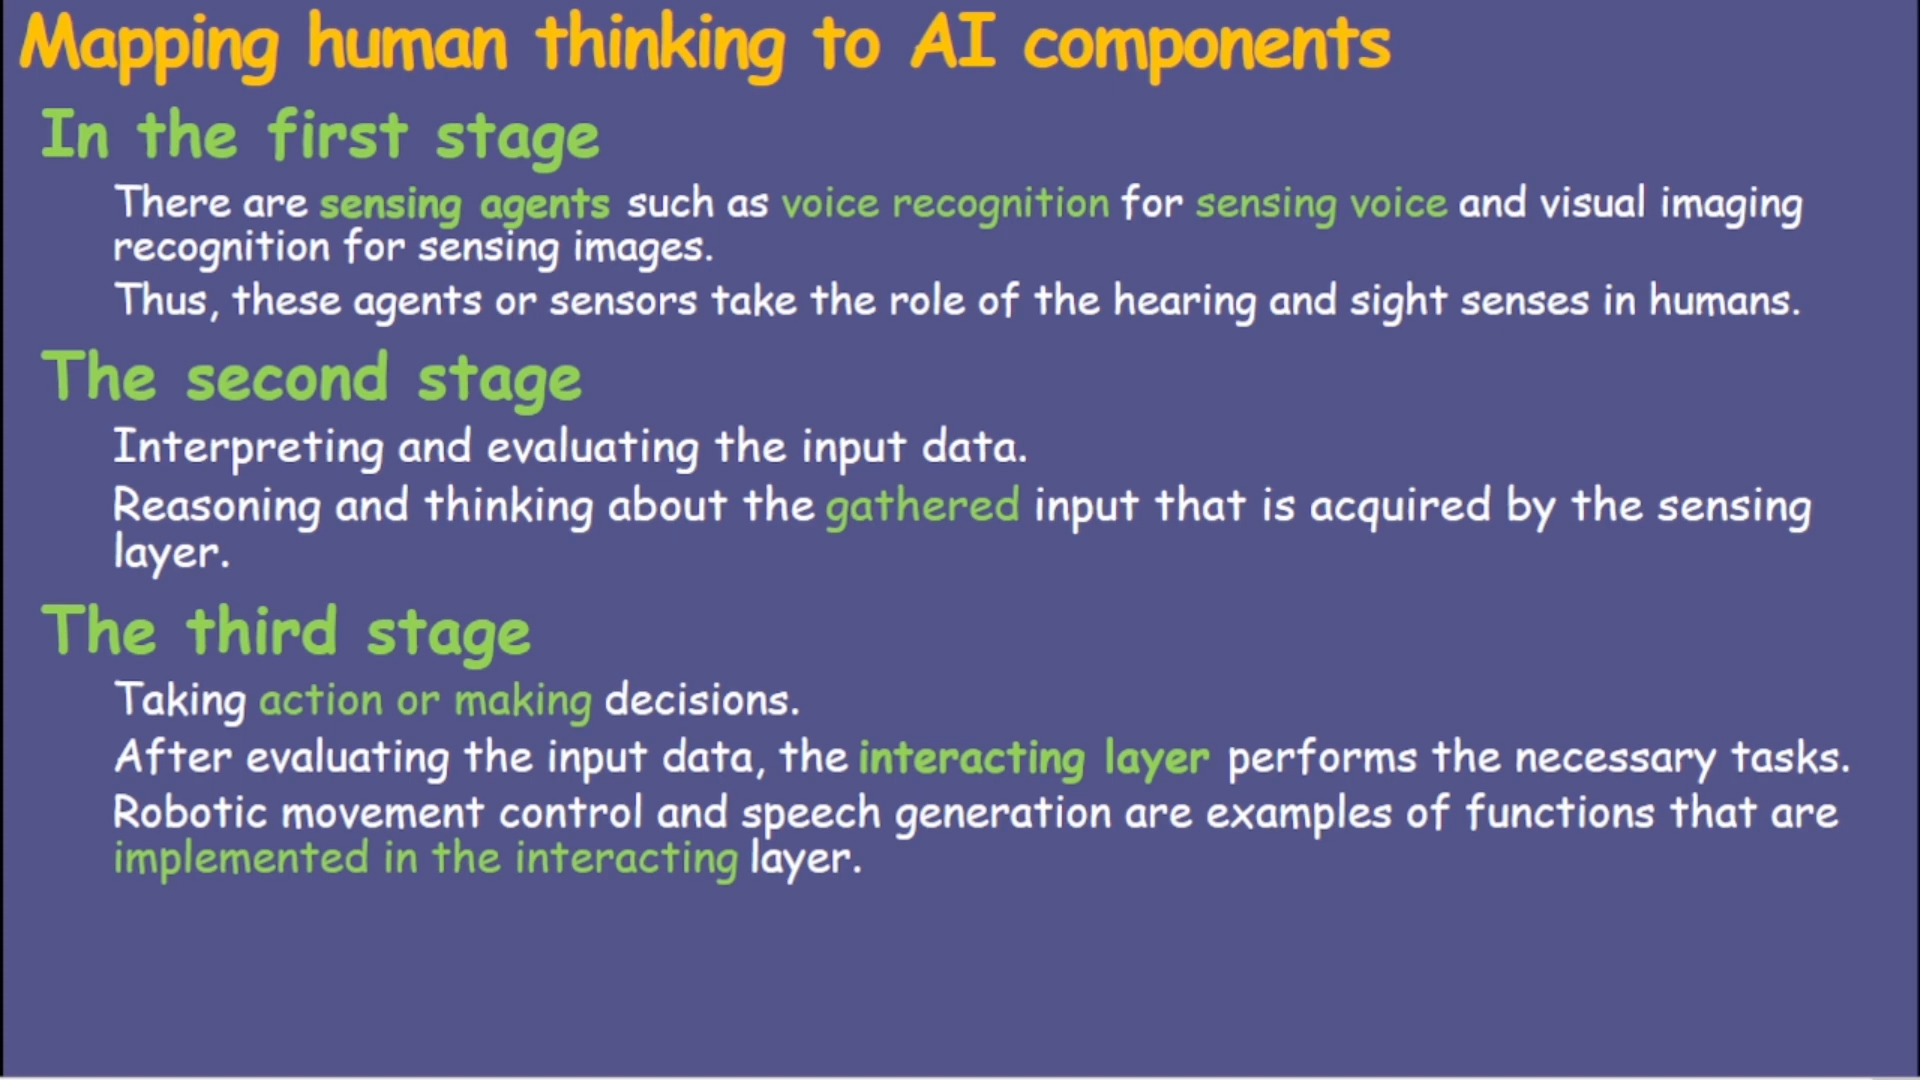 Mapping human thinking to AI components
In the first stage
There are sensing agents such as voice recognition for sensing voice and visual imaging
recognition for sensing images.
Thus, these agents or sensors take the role of the hearing and sight senses in humans.
The second stage
Interpreting and evaluating the input data.
Reasoning and thinking about the gathered input that is acquired by the sensing
layer.
The third stage
Taking action or making decisions.
After evaluating the input data, the interacting layer performs the necessary tasks.
Robotic movement control and speech generation are examples of functions that are
implemented in the interacting layer.